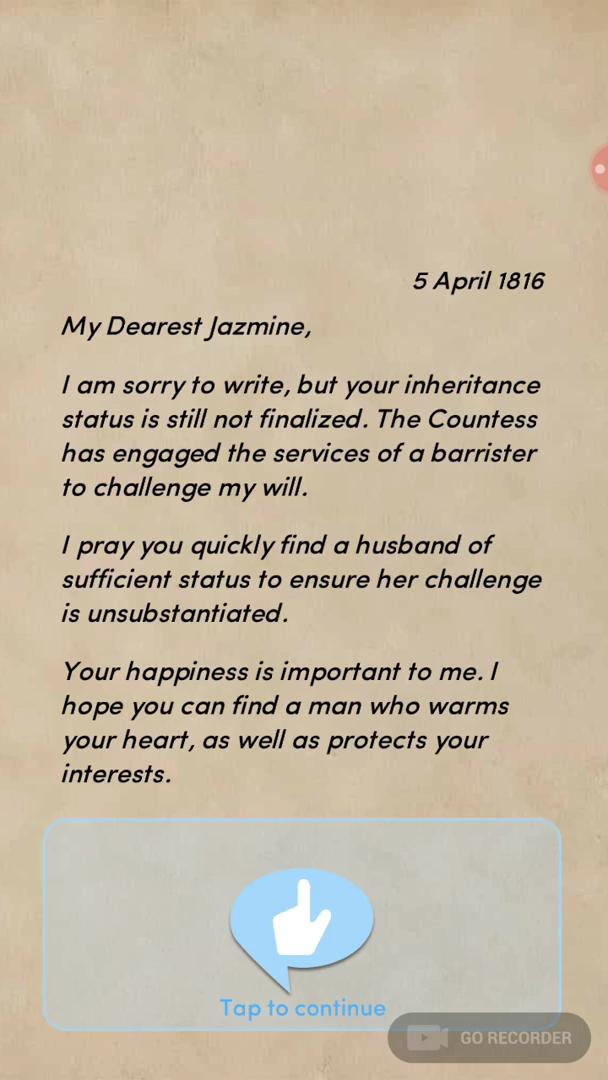 5 April 1816
My Dearest Jazmine,
I am sorry to write, but your inheritance
status is still not finalized. The Countess
has engaged the services of a barrister
to challenge my will.
I pray you quickly find a husband of
sufficient status to ensure her challenge
is unsubstantiated.
Your happiness is important to me. I
hope you can find a man who warms
your heart, as well as protects your
interests.
Tap to continue
GO RECORDER